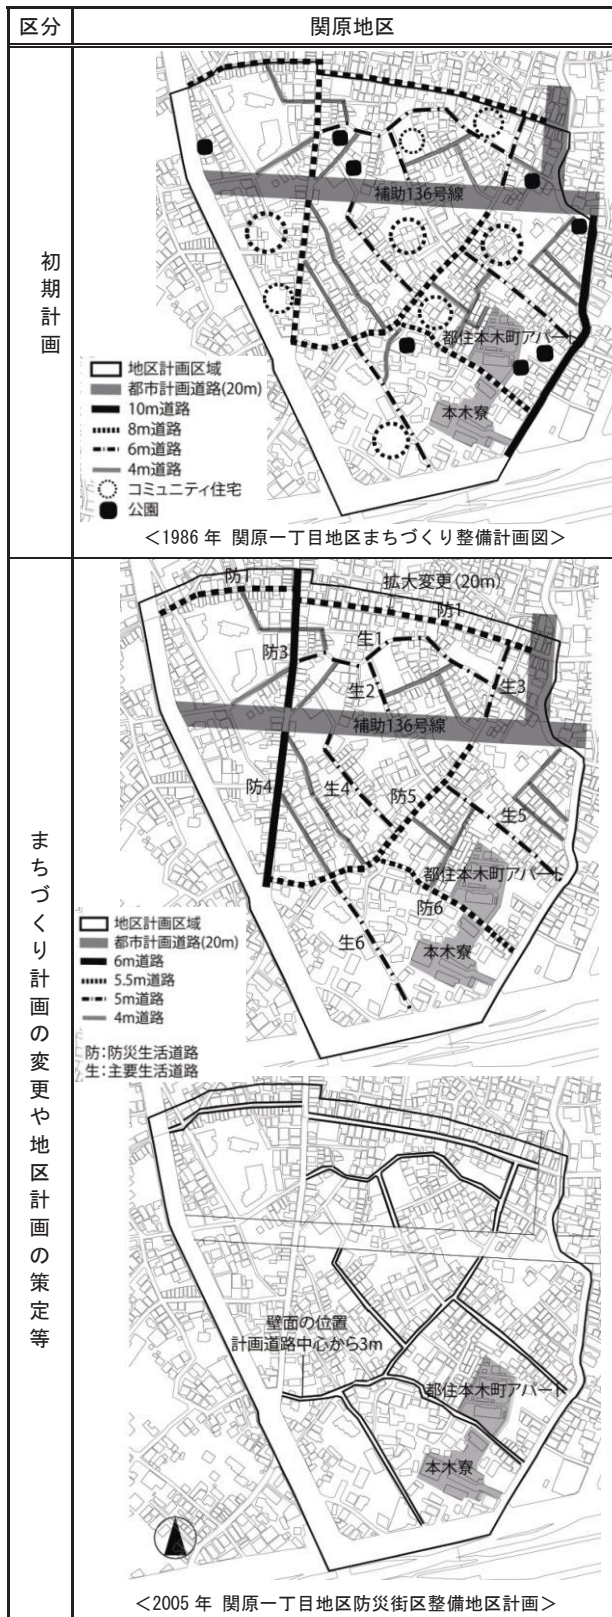 区分
関原地区
初期計画
補助136号線
都住本木町アパート
本木寮
地区計画区域
都市計画道路(20m)
10m道路
8m道路
6m道路
4m道路
コミュニティ住宅
公園
＜1986年 関原一丁目地区まちづくり整備計画図＞
まちづくり計画の変更や地区計画の策定等
防1
拡大変更(20m)
防1
防3
生1
生2
生3
補助136号線
防4
生4
防5
生5
都住本木町アパート
防6
生6
本木寮
地区計画区域
都市計画道路(20m)
6m道路
5.5m道路
5m道路
4m道路
防：防災生活道路
生：主要生活道路
壁面の位置
計画道路中心から3m
都住本木町アパート
本木寮
＜2005年 関原一丁目地区防災街区整備地区計画＞